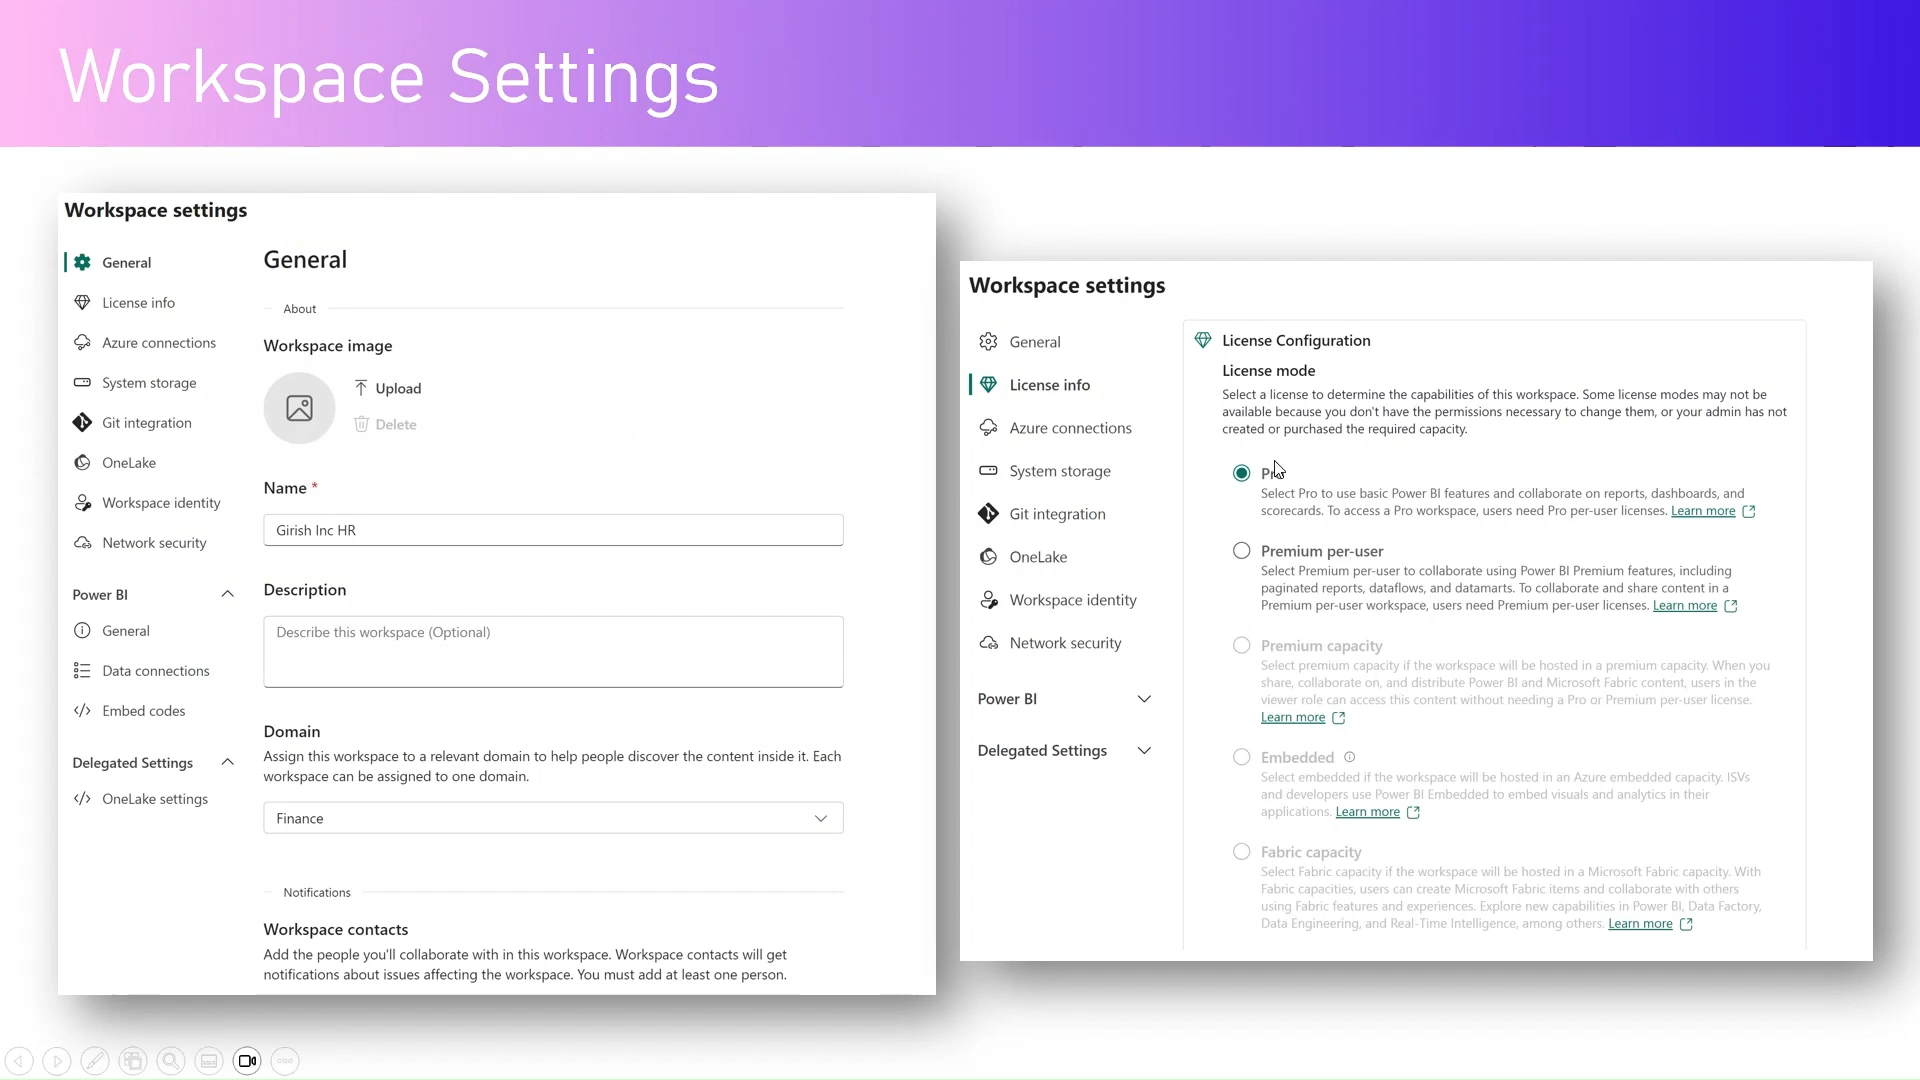 Workspace Settings
Workspace settings
General
License info
Azure connections
System storage
Git integration
OneLake
Workspace identity
Network security
Power BI
General
Data connections
Embed codes
Delegated Settings
OneLake settings
General
About
Workspace image
Upload
Delete
Name *
Girish Inc HR
Description
Describe this workspace (Optional)
Domain
Assign this workspace to a relevant domain to help people discover the content inside it. Each
workspace can be assigned to one domain.
Finance
Notifications
Workspace contacts
Add the people you'll collaborate with in this workspace. Workspace contacts will get
notifications about issues affecting the workspace. You must add at least one person.
Workspace settings
General
License info
Azure connections
System storage
Git integration
OneLake
Workspace identity
Network security
Power BI
Delegated Settings
License Configuration
License mode
Select a license to determine the capabilities of this workspace. Some license modes may not be
available because you don't have the permissions necessary to change them, or your admin has not
created or purchased the required capacity.
Pro
Select Pro to use basic Power BI features and collaborate on reports, dashboards, and
scorecards. To access a Pro workspace, users need Pro per-user licenses. Learn more
Premium per-user
Select Premium per-user to collaborate using Power BI Premium features, including
paginated reports, dataflows, and datamarts. To collaborate and share content in a
Premium per-user workspace, users need Premium per-user licenses. Learn more
Premium capacity
Select premium capacity if the workspace will be hosted in a premium capacity. When you
share, collaborate on, and distribute Power BI and Microsoft Fabric content, users in the
viewer role can access this content without needing a Pro or Premium per-user license.
Learn more
Embedded
Select embedded if the workspace will be hosted in an Azure embedded capacity. ISVs
and developers use Power BI Embedded to embed visuals and analytics in their
applications. Learn more
Fabric capacity
Select Fabric capacity if the workspace will be hosted in a Microsoft Fabric capacity. With
Fabric capacities, users can create Microsoft Fabric items and collaborate with others
using Fabric features and experiences. Explore new capabilities in Power BI, Data Factory,
Data Engineering, and Real-Time Intelligence, among others. Learn more